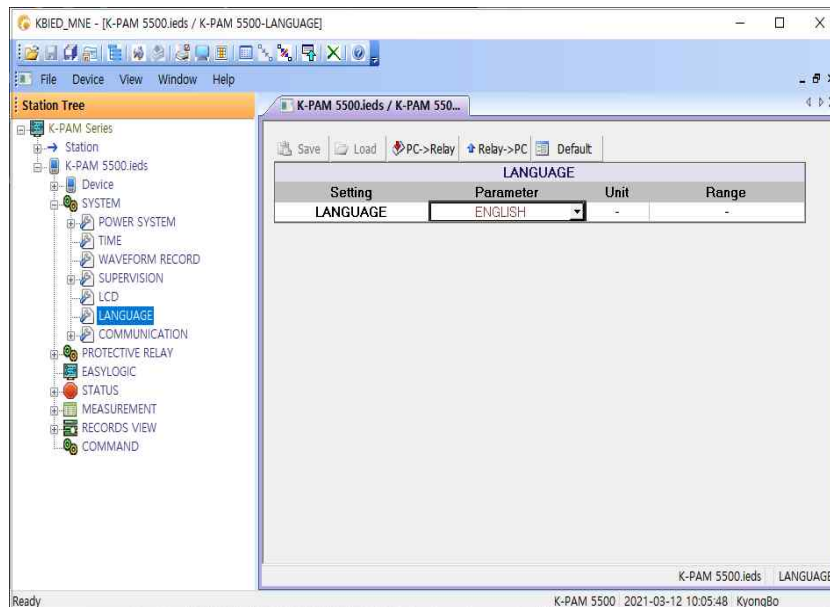 KBIED_MNE - [K-PAM 5500.ieds / K-PAM 5500-LANGUAGE]
File Device View Window Help
Station Tree
K-PAM Series
Station
K-PAM 5500.ieds
Device
SYSTEM
POWER SYSTEM
TIME
WAVEFORM RECORD
SUPERVISION
LCD
LANGUAGE
COMMUNICATION
PROTECTIVE RELAY
EASYLOGIC
STATUS
MEASUREMENT
RECORDS VIEW
COMMAND
K-PAM 5500.ieds / K-PAM 550...
Save Load PC->Relay Relay->PC Default
LANGUAGE
Setting Parameter Unit Range
LANGUAGE ENGLISH - -
K-PAM 5500.ieds LANGUAGE
Ready K-PAM 5500 2021-03-12 10:05:48 KyongBo